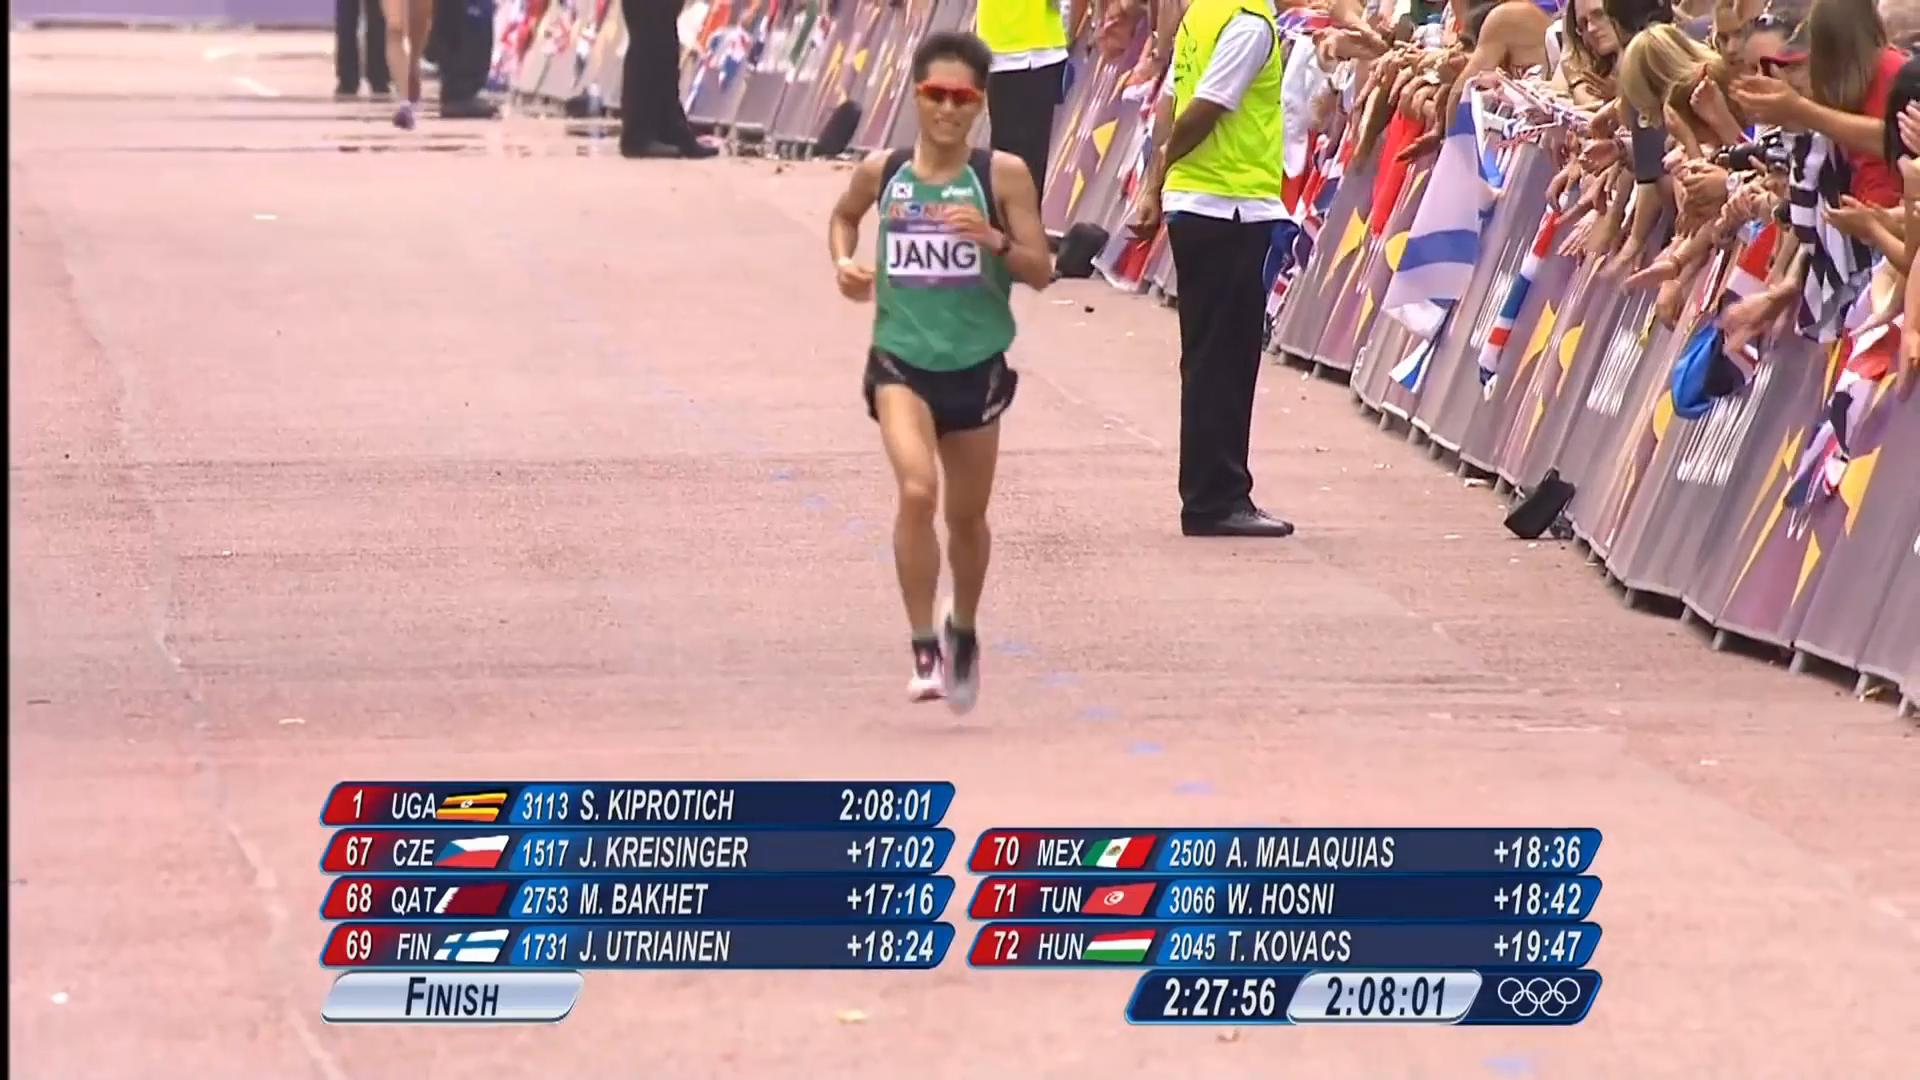 JANG
1 UGA 3113 S. KIPROTICH 2:08:01
67 CZE 1517 J. KREISINGER +17:02
68 QAT 2753 M. BAKHET +17:16
69 FIN 1731 J. UTRIAINEN +18:24
70 MEX 2500 A. MALAQUIAS +18:36
71 TUN 3066 W. HOSNI +18:42
72 HUN 2045 T. KOVACS +19:47
FINISH
2:27:56 2:08:01